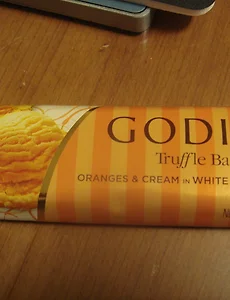 GODI
Truffle Ba
ORANGES & CREAM IN WHITE